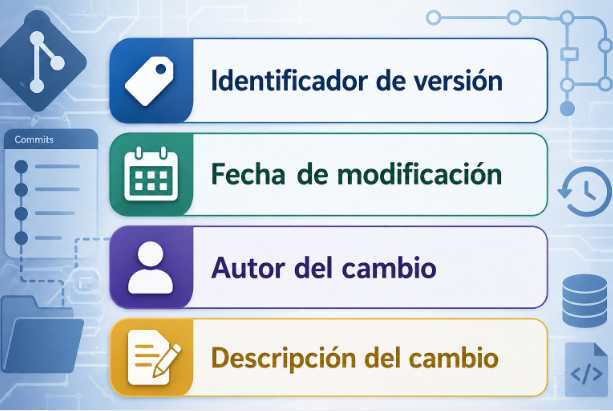 Identificador de versión
Commits
Fecha de modificación
Autor del cambio
Descripción del cambio
</>